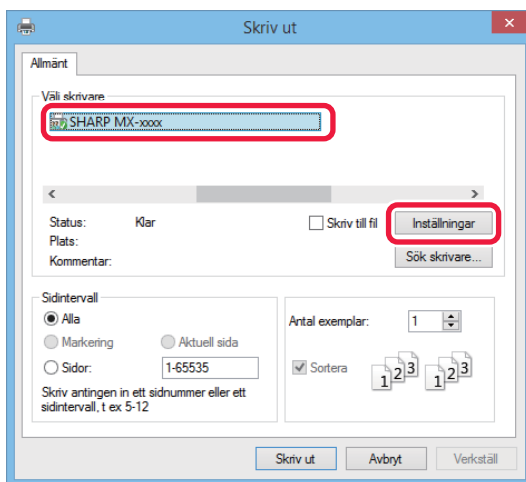 Skriv ut
Allmänt
Välj skrivare
SHARP MX-xxxx
Status: Klar
Skriv till fil
Inställningar
Plats:
Kommentar:
Sök skrivare...
Sidintervall
Alla
Markering
Aktuell sida
Sidor: 1-65535
Skriv antingen in ett sidnummer eller ett
sidintervall, t ex 5-12
Antal exemplar: 1
Sortera
1 2 3 1 2 3
Skriv ut
Avbryt
Verkställ